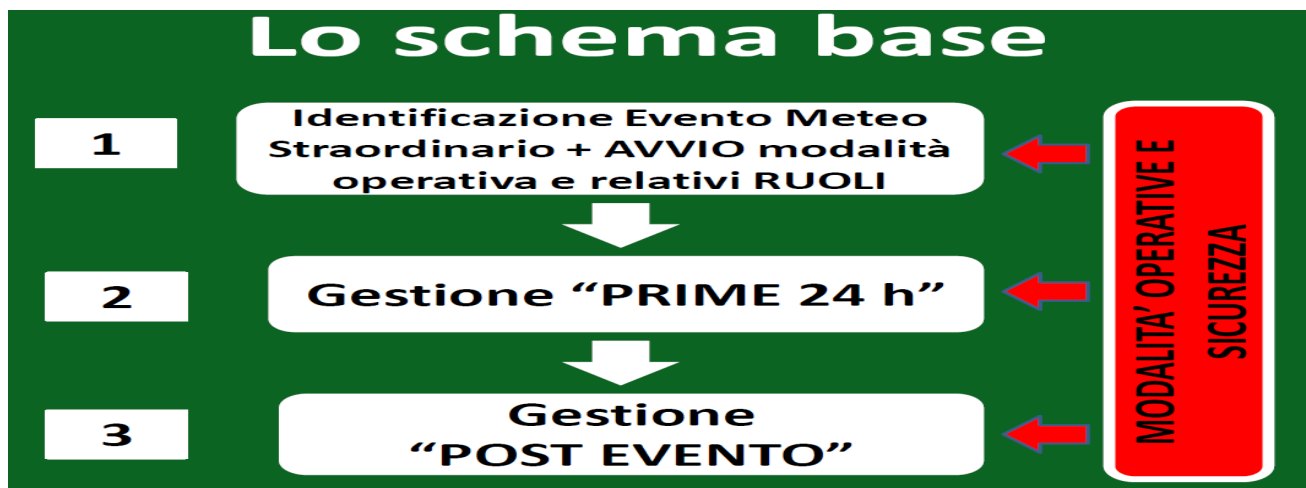 Lo schema base
1
Identificazione Evento Meteo
Straordinario + AVVIO modalità
operativa e relativi RUOLI
2
Gestione “PRIME 24 h”
3
Gestione
“POST EVENTO”
MODALITA’ OPERATIVE E
SICUREZZA